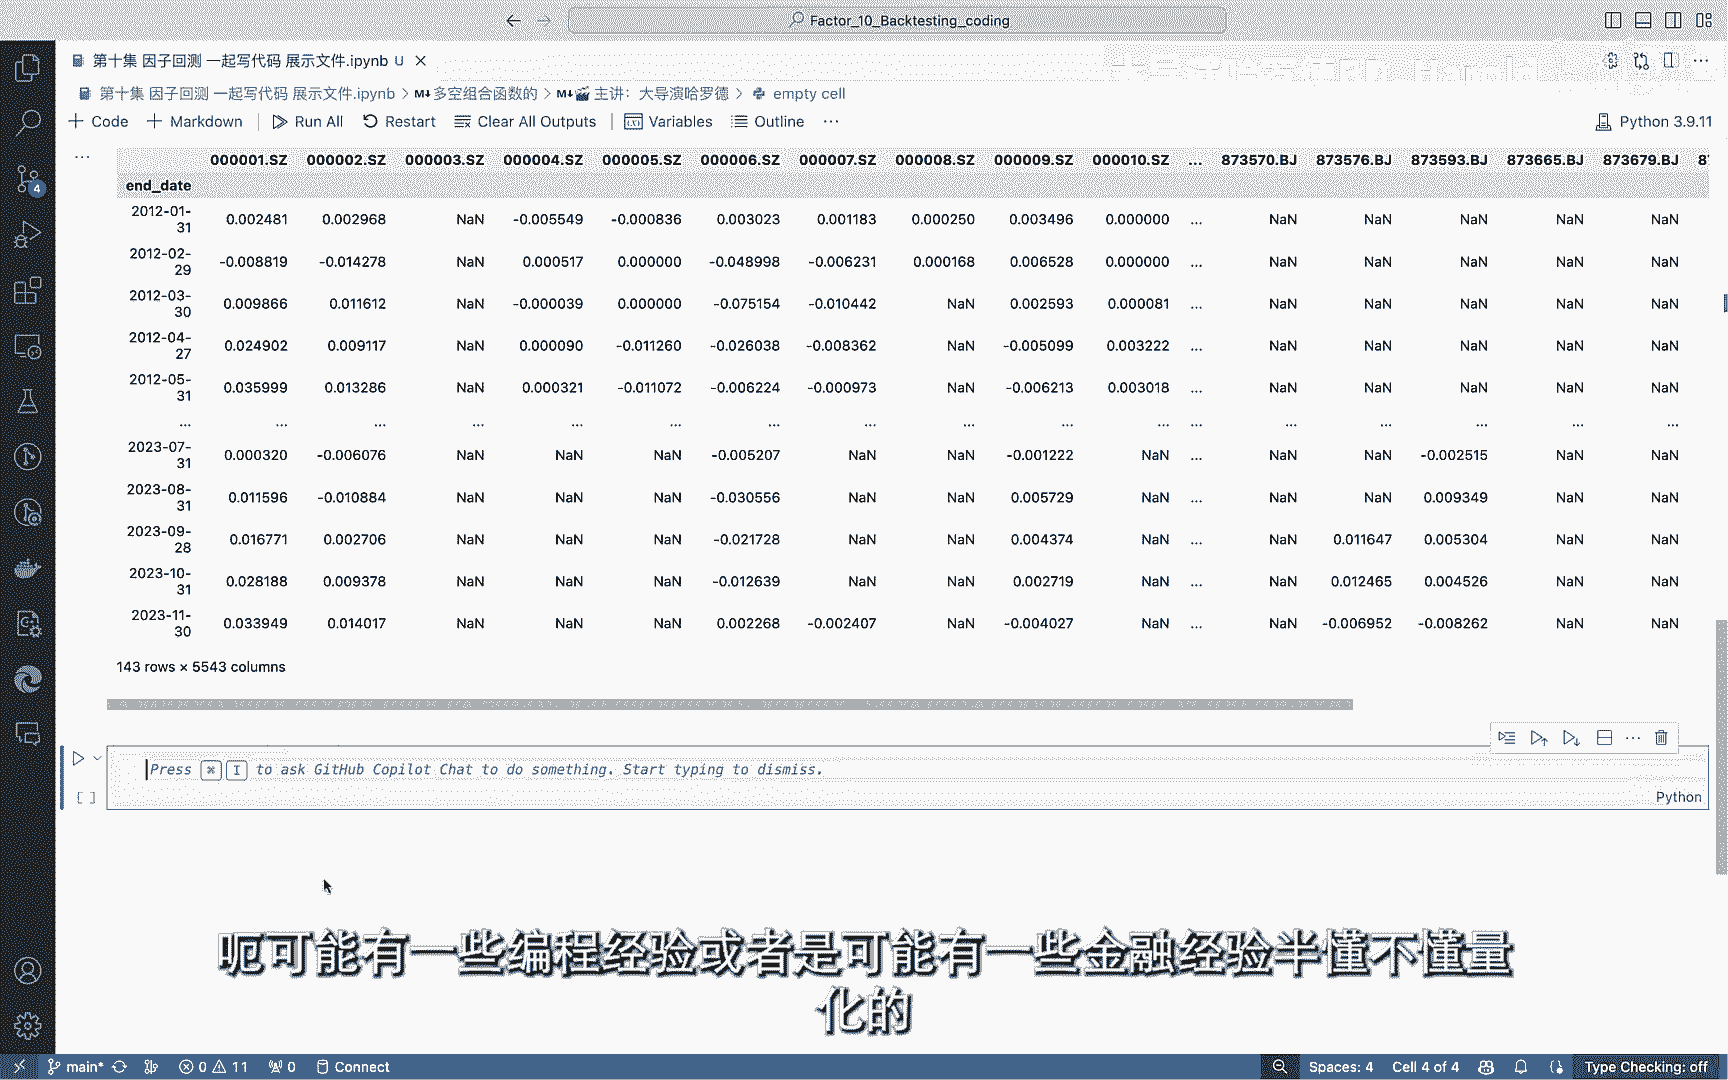 Factor_10_Backtesting_coding
第十集 因子回测 一起写代码 展示文件.ipynb U
第十集 因子回测 一起写代码 展示文件.ipynb > M↓多空组合函数的 > M↓🎬 主讲：大导演哈罗德 > empty cell
+ Code + Markdown Run All Restart Clear All Outputs Variables Outline ... Python 3.9.11
... 000001.SZ 000002.SZ 000003.SZ 000004.SZ 000005.SZ 000006.SZ 000007.SZ 000008.SZ 000009.SZ 000010.SZ ... 873570.BJ 873576.BJ 873593.BJ 873665.BJ 873679.BJ
end_date
2012-01-31 0.002481 0.002968 NaN -0.005549 -0.000836 0.003023 0.001183 0.000250 0.003496 0.000000 ... NaN NaN NaN NaN NaN
2012-02-29 -0.008819 -0.014278 NaN 0.000517 0.000000 -0.048998 -0.006231 0.000168 0.006528 0.000000 ... NaN NaN NaN NaN NaN
2012-03-30 0.009866 0.011612 NaN -0.000039 0.000000 -0.075154 -0.010442 NaN 0.002593 0.000081 ... NaN NaN NaN NaN NaN
2012-04-27 0.024902 0.009117 NaN 0.000090 -0.011260 -0.026038 -0.008362 NaN -0.005099 0.003222 ... NaN NaN NaN NaN NaN
2012-05-31 0.035999 0.013286 NaN 0.000321 -0.011072 -0.006224 -0.000973 NaN -0.006213 0.003018 ... NaN NaN NaN NaN NaN
... ... ... ... ... ... ... ... ... ... ... ... ... ... ... ... ...
2023-07-31 0.000320 -0.006076 NaN NaN NaN -0.005207 NaN NaN -0.001222 NaN ... NaN NaN -0.002515 NaN NaN
2023-08-31 0.011596 -0.010884 NaN NaN NaN -0.030556 NaN NaN 0.005729 NaN ... NaN NaN 0.009349 NaN NaN
2023-09-28 0.016771 0.002706 NaN NaN NaN -0.021728 NaN NaN 0.004374 NaN ... NaN 0.011647 0.005304 NaN NaN
2023-10-31 0.028188 0.009378 NaN NaN NaN -0.012639 NaN NaN 0.002719 NaN ... NaN 0.012465 0.004526 NaN NaN
2023-11-30 0.033949 0.014017 NaN NaN NaN 0.002268 -0.002407 NaN -0.004027 NaN ... NaN -0.006952 -0.008262 NaN NaN
143 rows × 5543 columns
Press ⌘ I to ask GitHub Copilot Chat to do something. Start typing to dismiss.
[ ] Python
呃可能有一些编程经验或者是可能有一些金融经验半懂不懂量
化的
4
main* 0 11 0 Connect Spaces: 4 Cell 4 of 4 Type Checking: off